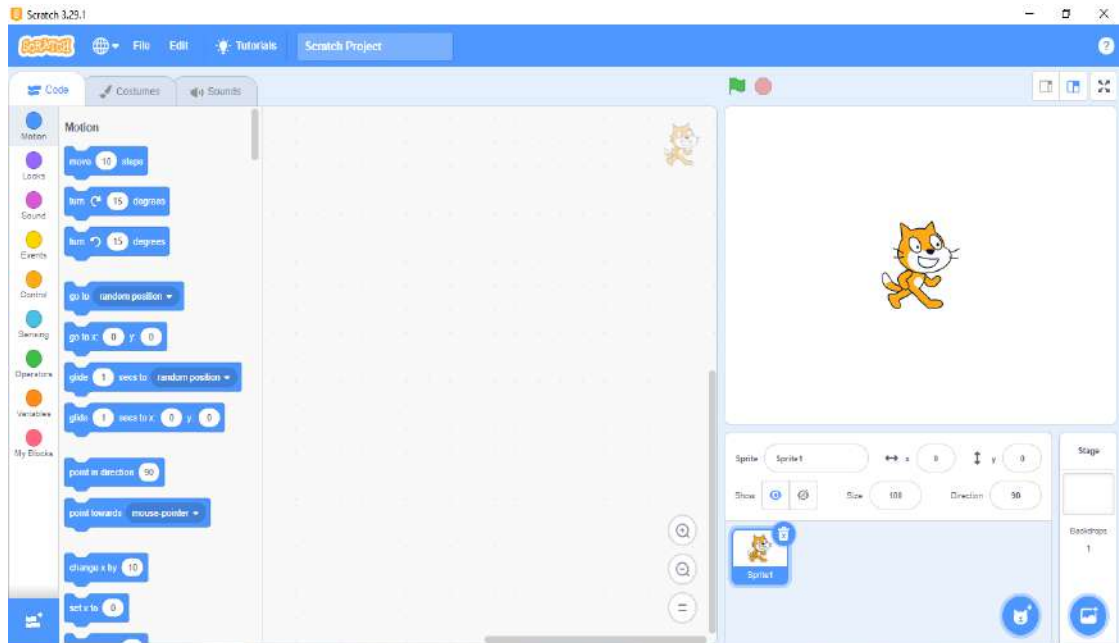 Scratch 3.29.1
SCRATCH File Edit Tutorials Scratch Project ?
Code Costumes Sounds
Motion
Looks
Sound
Events
Control
Sensing
Operators
Variables
My Blocks
Motion
move 10 steps
turn 15 degrees
turn 15 degrees
go to random position
go to x: 0 y: 0
glide 1 secs to random position
glide 1 secs to x: 0 y: 0
point in direction 90
point towards mouse-pointer
change x by 10
set x to 0
Sprite Sprite1 x 0 y 0
Show Size 100 Direction 90
Sprite1
Stage
Backdrops
1